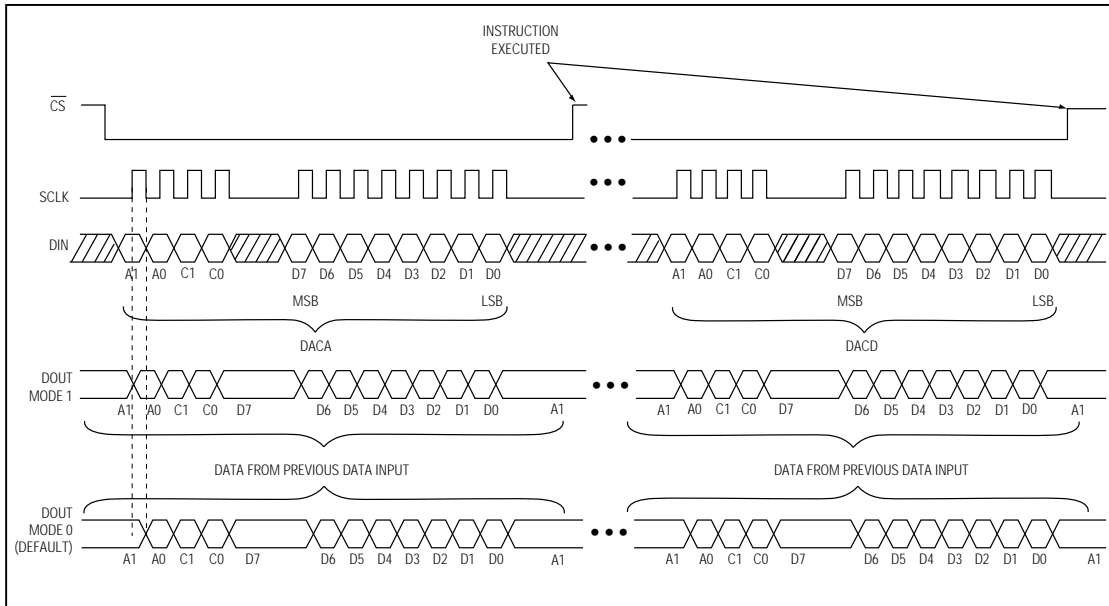 INSTRUCTION
EXECUTED
CS
SCLK
DIN
A1 A0 C1 C0 D7 D6 D5 D4 D3 D2 D1 D0 A1 A0 C1 C0 D7 D6 D5 D4 D3 D2 D1 D0
MSB LSB MSB LSB
DACA DACD
DOUT
MODE 1
A1 A0 C1 C0 D7 D6 D5 D4 D3 D2 D1 D0 A1 A1 A0 C1 C0 D7 D6 D5 D4 D3 D2 D1 D0 A1
DATA FROM PREVIOUS DATA INPUT DATA FROM PREVIOUS DATA INPUT
DOUT
MODE 0
(DEFAULT)
A1 A0 C1 C0 D7 D6 D5 D4 D3 D2 D1 D0 A1 A1 A0 C1 C0 D7 D6 D5 D4 D3 D2 D1 D0 A1